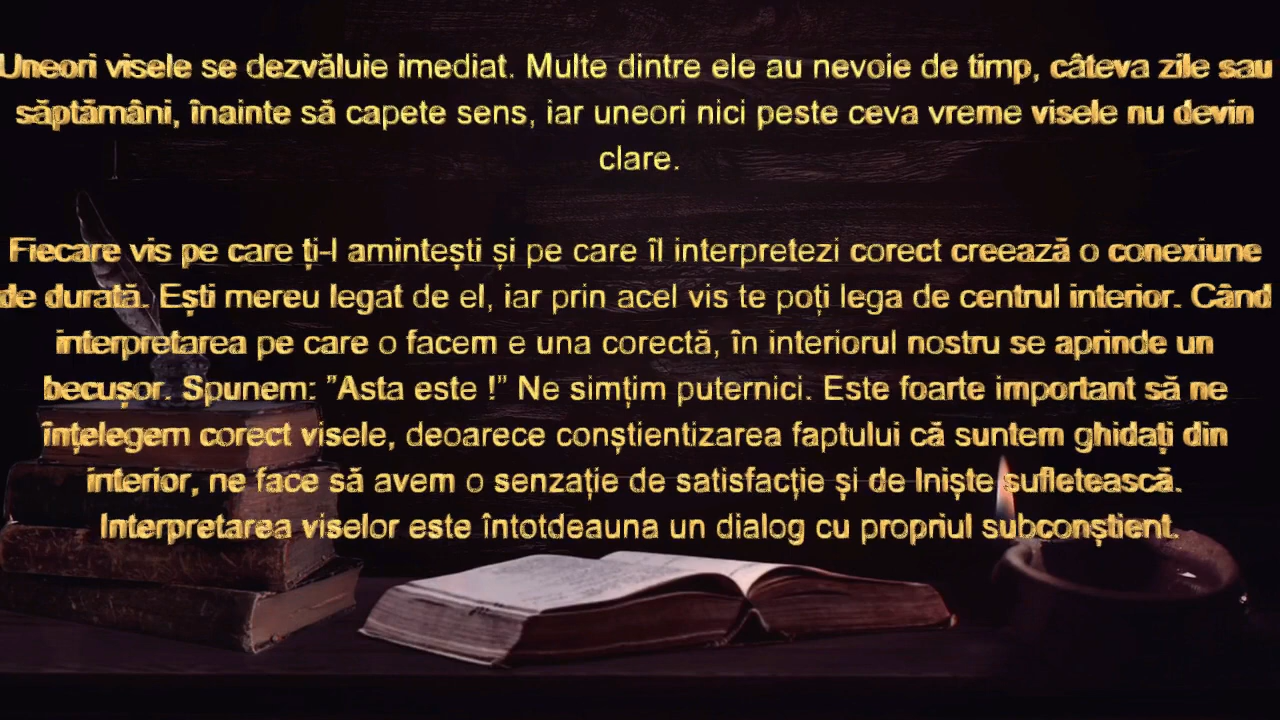 Uneori visele se dezvăluie imediat. Multe dintre ele au nevoie de timp, câteva zile sau
săptămâni, înainte să capete sens, iar uneori nici peste ceva vreme visele nu devin
clare.
Fiecare vis pe care ți-l amintești și pe care îl interpretezi corect creează o conexiune
de durată. Ești mereu legat de el, iar prin acel vis te poți lega de centrul interior. Când
interpretarea pe care o facem e una corectă, în interiorul nostru se aprinde un
becușor. Spunem: ”Asta este !” Ne simțim puternici. Este foarte important să ne
înțelegem corect visele, deoarece conștientizarea faptului că suntem ghidați din
interior, ne face să avem o senzație de satisfacție și de lniște sufletească.
Interpretarea viselor este întotdeauna un dialog cu propriul subconștient.